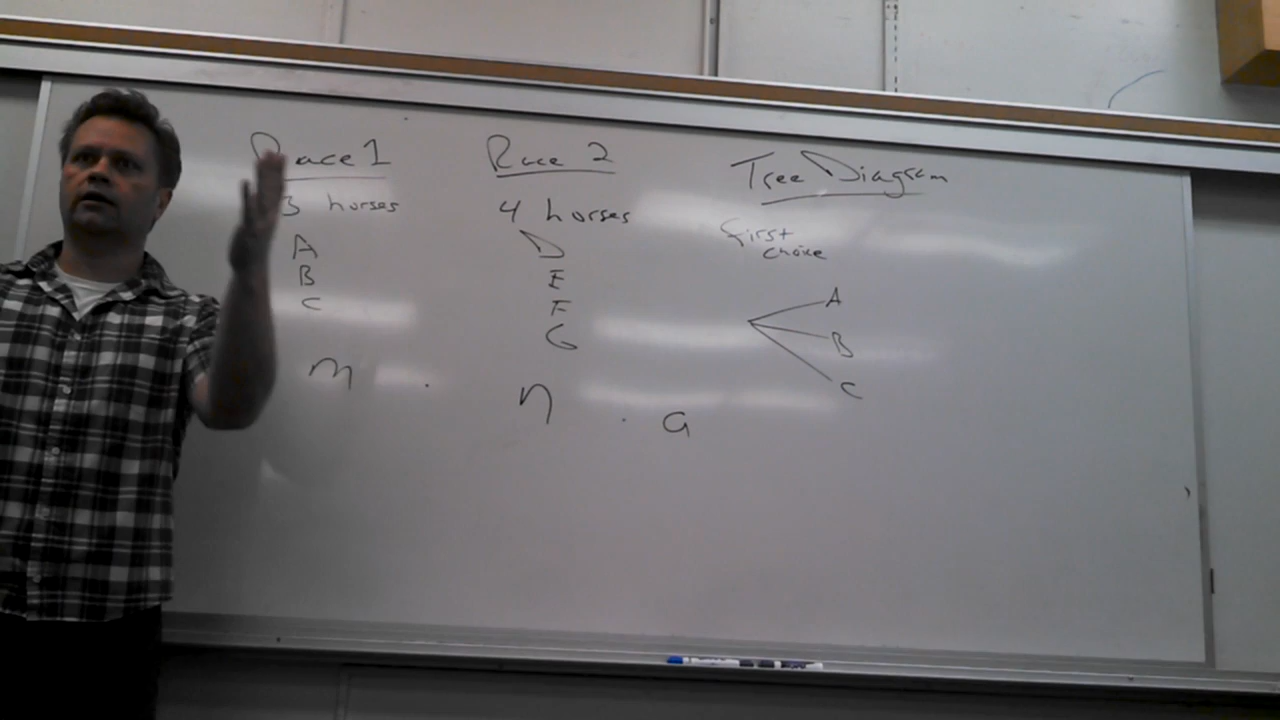 Race 1
3 horses
A
B
C
m .
Race 2
4 horses
D
E
F
G
n . a
Tree Diagram
first
choice
A
B
C